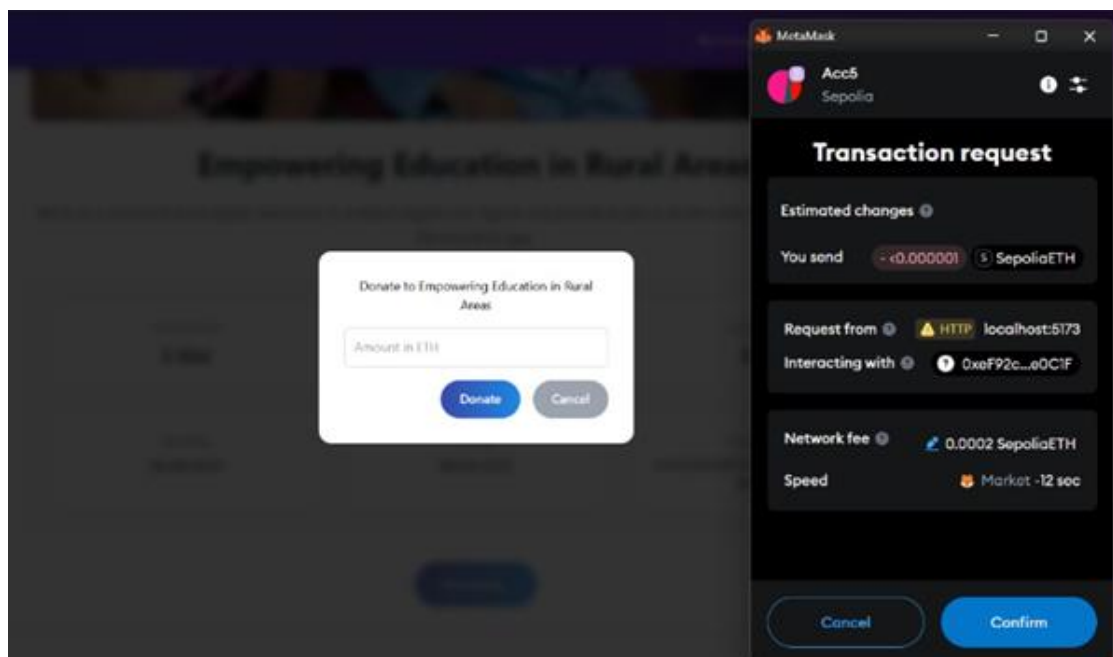 Empowering Education in Rural Areas
Donate to Empowering Education in Rural
Areas
Amount in ETH
Donate
Cancel
MetaMask
Acc5
Sepolia
Transaction request
Estimated changes
You send - <0.000001 S SepoliaETH
Request from HTTP localhost:5173
Interacting with ? 0xeF92c...e0C1F
Network fee 0.0002 SepoliaETH
Speed Market ~12 sec
Cancel
Confirm